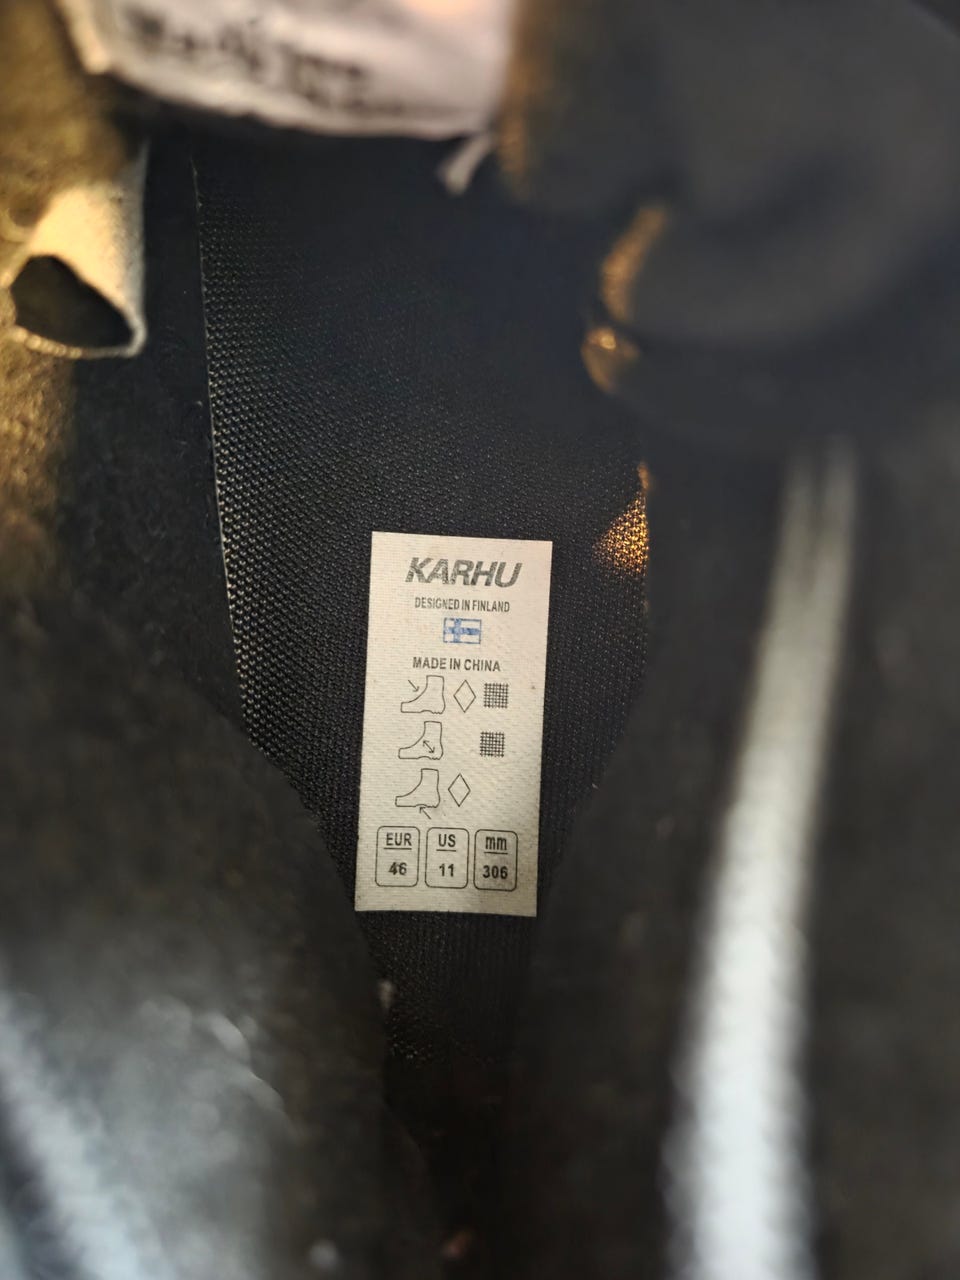 KARHU
DESIGNED IN FINLAND
MADE IN CHINA
EUR US mm
46 11 306